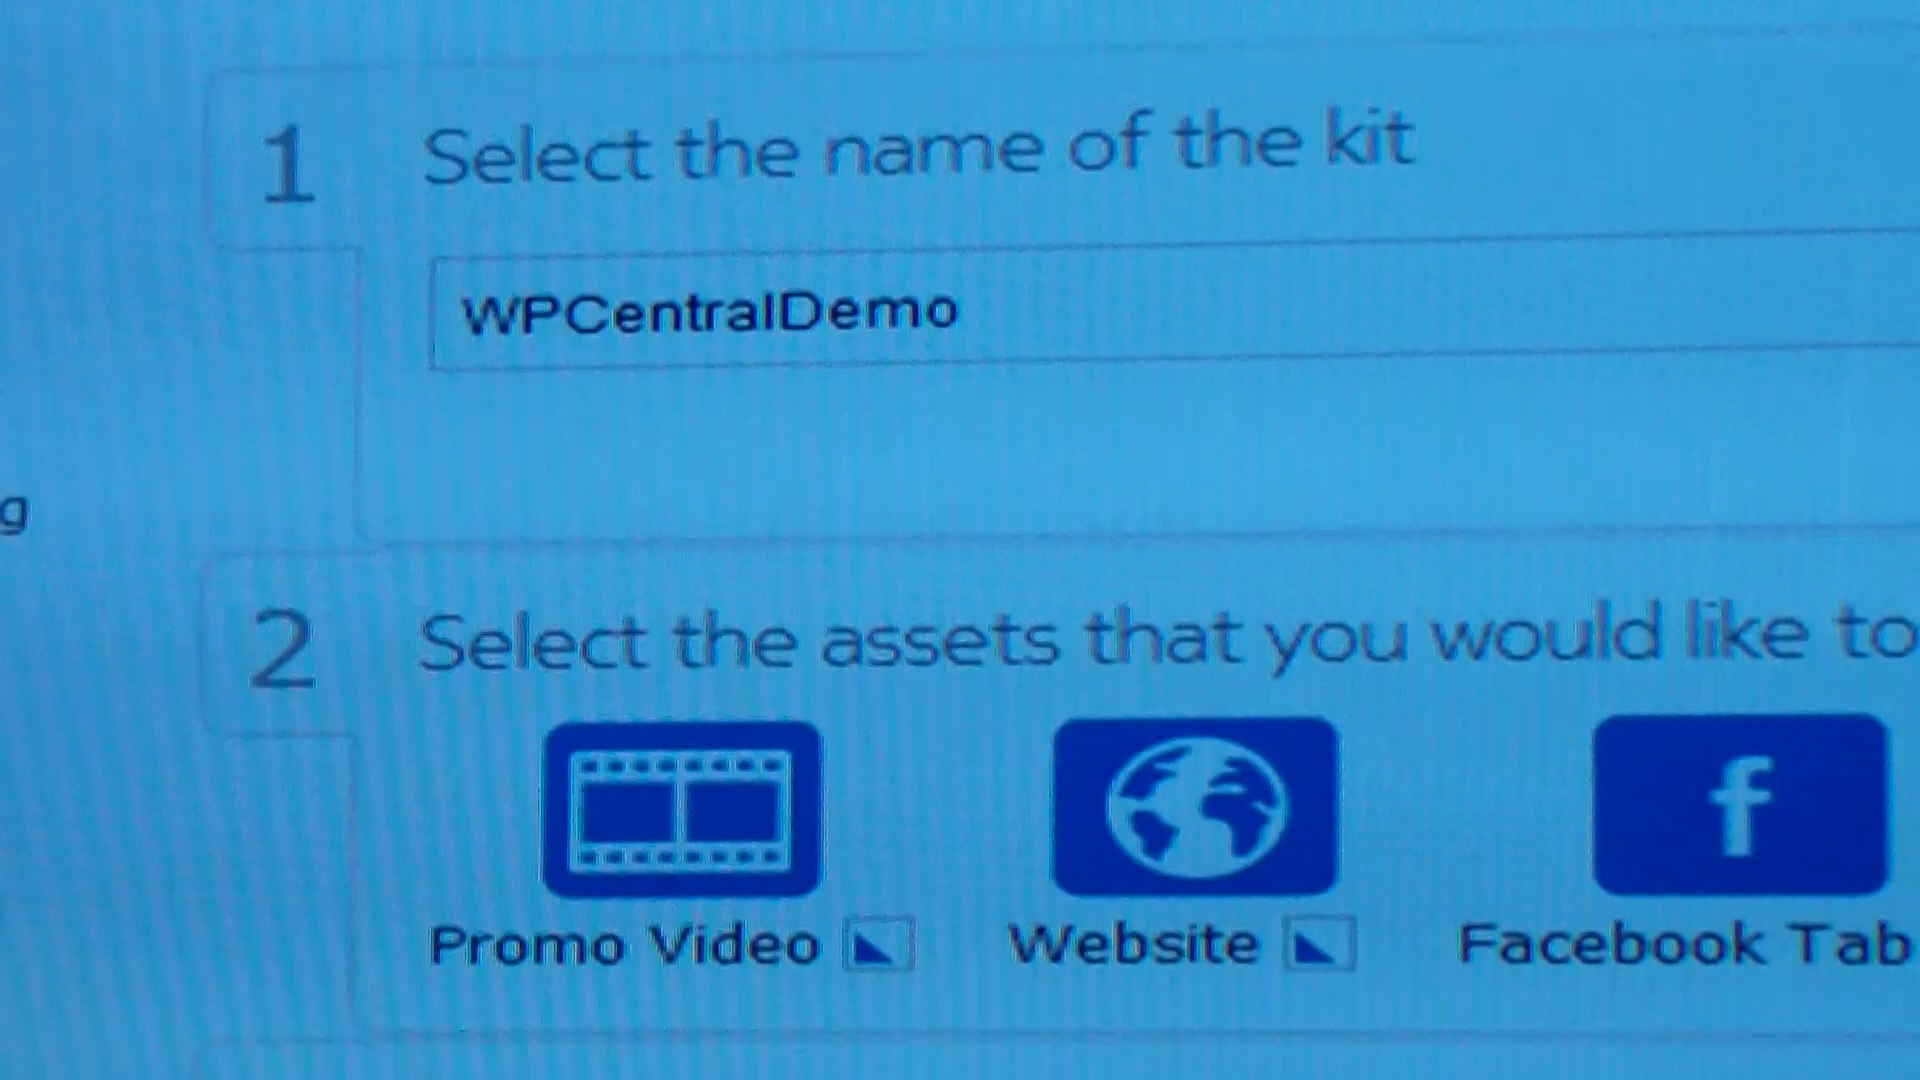 1 Select the name of the kit
WPCentralDemo
g
2 Select the assets that you would like to
f
Promo Video Website Facebook Tab